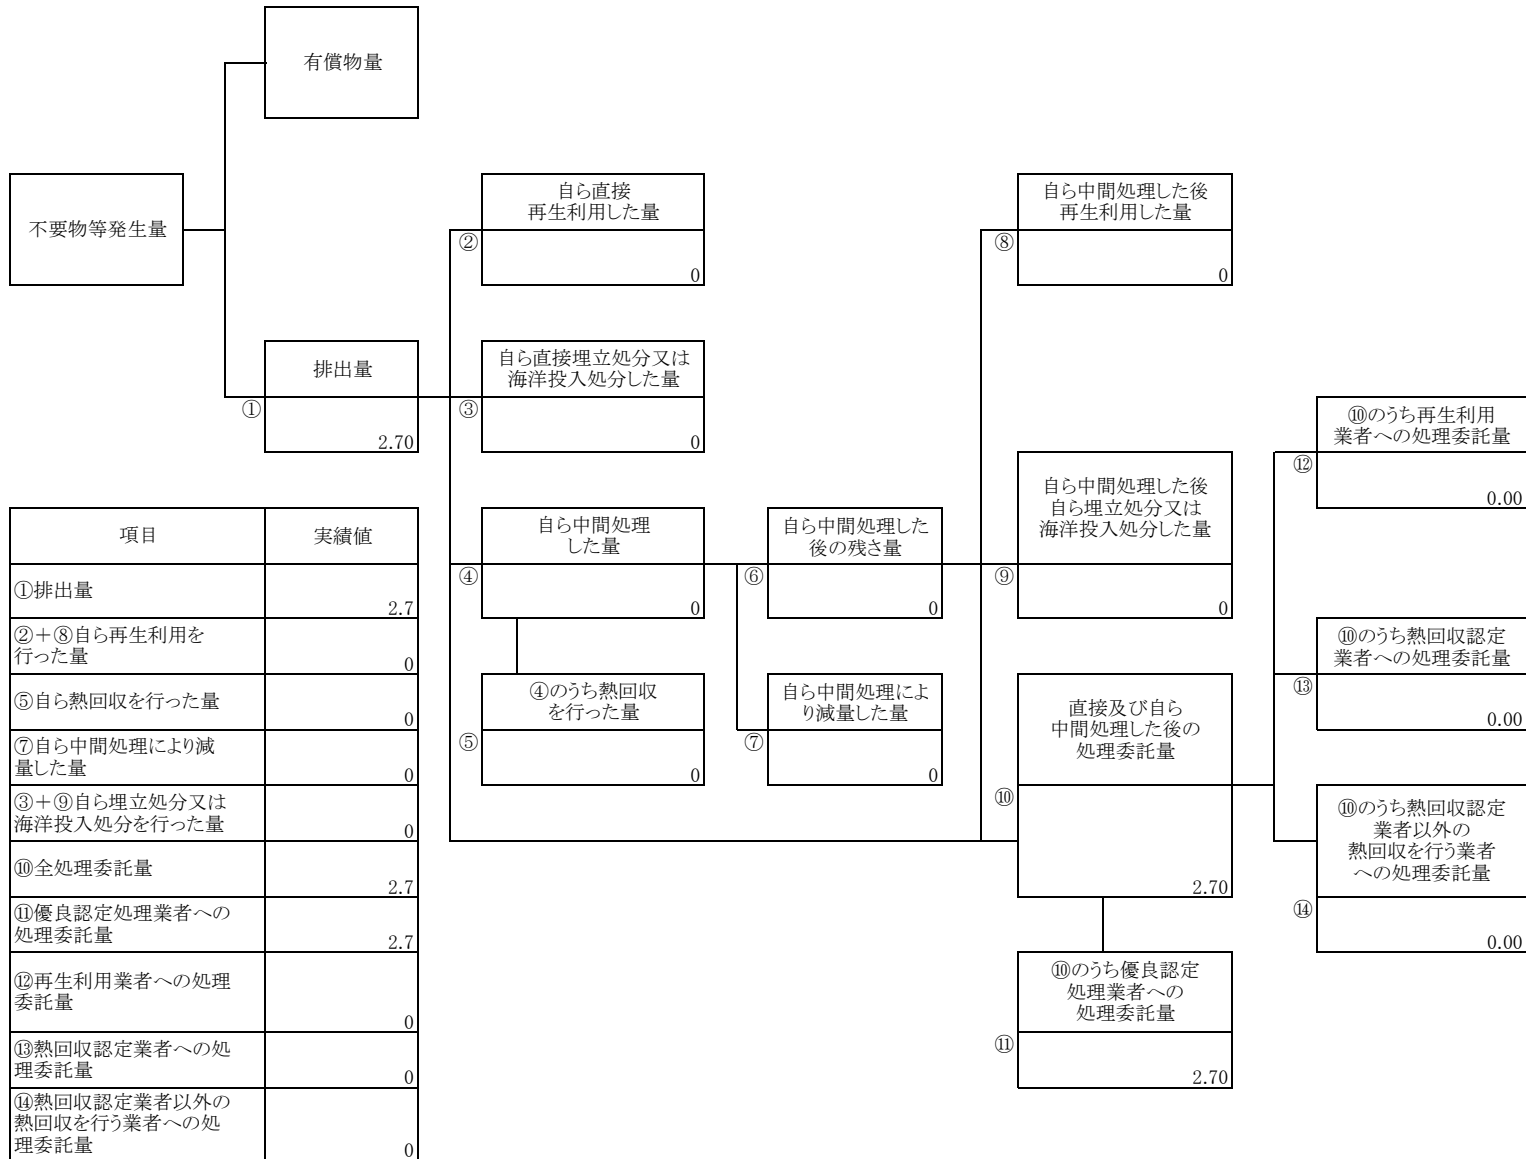 有償物量
不要物等発生量
排出量
①
2.70
自ら直接
再生利用した量
②
0
自ら直接埋立処分又は
海洋投入処分した量
③
0
自ら中間処理
した量
④
0
④のうち熱回収
を行った量
⑤
0
自ら中間処理した
後の残さ量
⑥
0
自ら中間処理によ
り減量した量
⑦
0
自ら中間処理した後
再生利用した量
⑧
0
自ら中間処理した後
自ら埋立処分又は
海洋投入処分した量
⑨
0
直接及び自ら
中間処理した後の
処理委託量
⑩
2.70
⑩のうち優良認定
処理業者への
処理委託量
⑪
2.70
⑩のうち再生利用
業者への処理委託量
⑫
0.00
⑩のうち熱回収認定
業者への処理委託量
⑬
0.00
⑩のうち熱回収認定
業者以外の
熱回収を行う業者
への処理委託量
⑭
0.00
項目 実績値
①排出量
2.7
②＋⑧自ら再生利用を
行った量
0
⑤自ら熱回収を行った量
0
⑦自ら中間処理により減
量した量
0
③＋⑨自ら埋立処分又は
海洋投入処分を行った量
0
⑩全処理委託量
2.7
⑪優良認定処理業者への
処理委託量
2.7
⑫再生利用業者への処理
委託量
0
⑬熱回収認定業者への処
理委託量
0
⑭熱回収認定業者以外の
熱回収を行う業者への処
理委託量
0